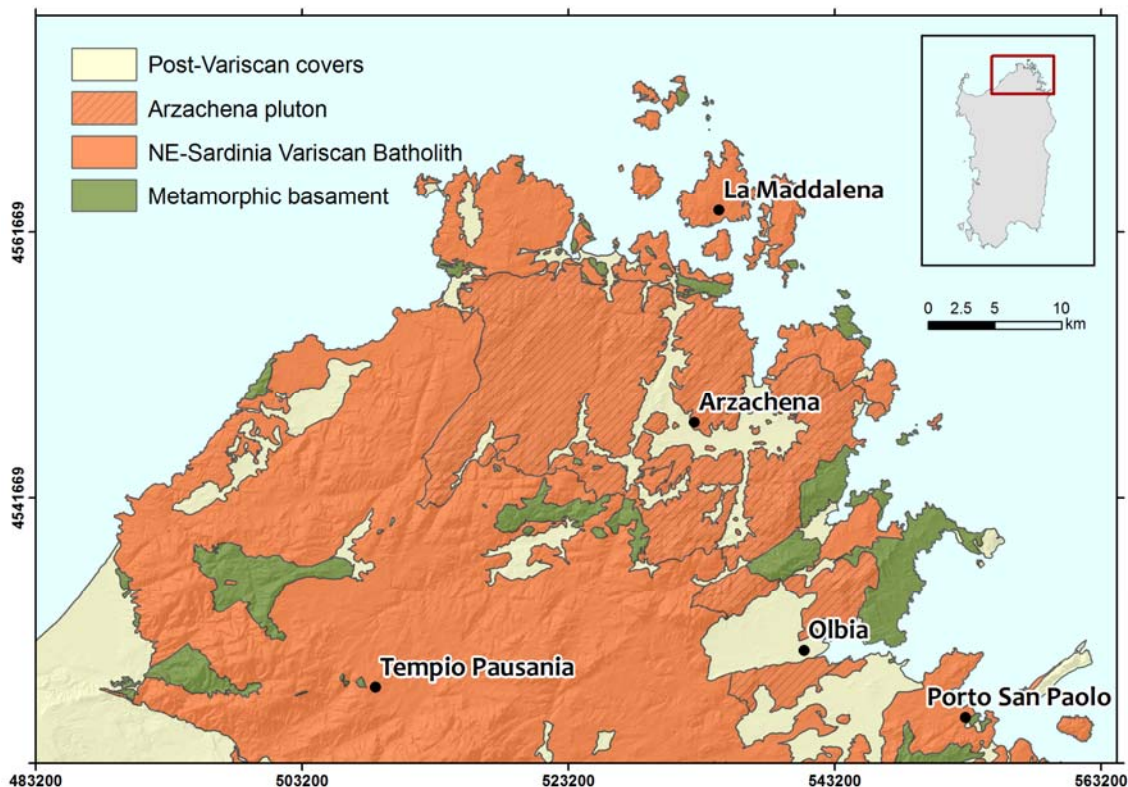 Post-Variscan covers
Arzachena pluton
NE-Sardinia Variscan Batholith
Metamorphic basament
La Maddalena
4561669
0 2.5 5 10
km
Arzachena
4541669
Olbia
Tempio Pausania
Porto San Paolo
483200 503200 523200 543200 563200